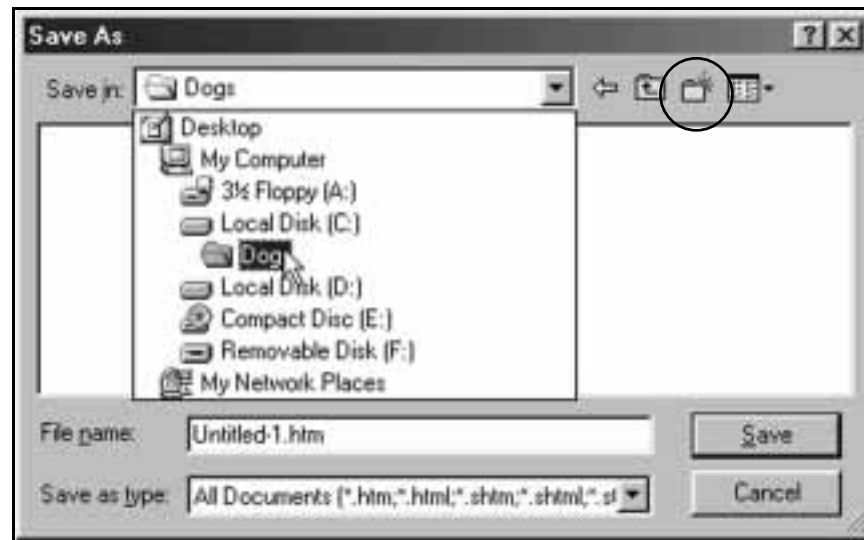 Save As
Save in: Dogs
Desktop
My Computer
3½ Floppy (A:)
Local Disk (C:)
Dog
Local Disk (D:)
Compact Disc (E:)
Removable Disk (F:)
My Network Places
File name: Untitled-1.htm Save
Save as type: All Documents (*.htm;*.html;*.shtm;*.shtml;*.sl Cancel